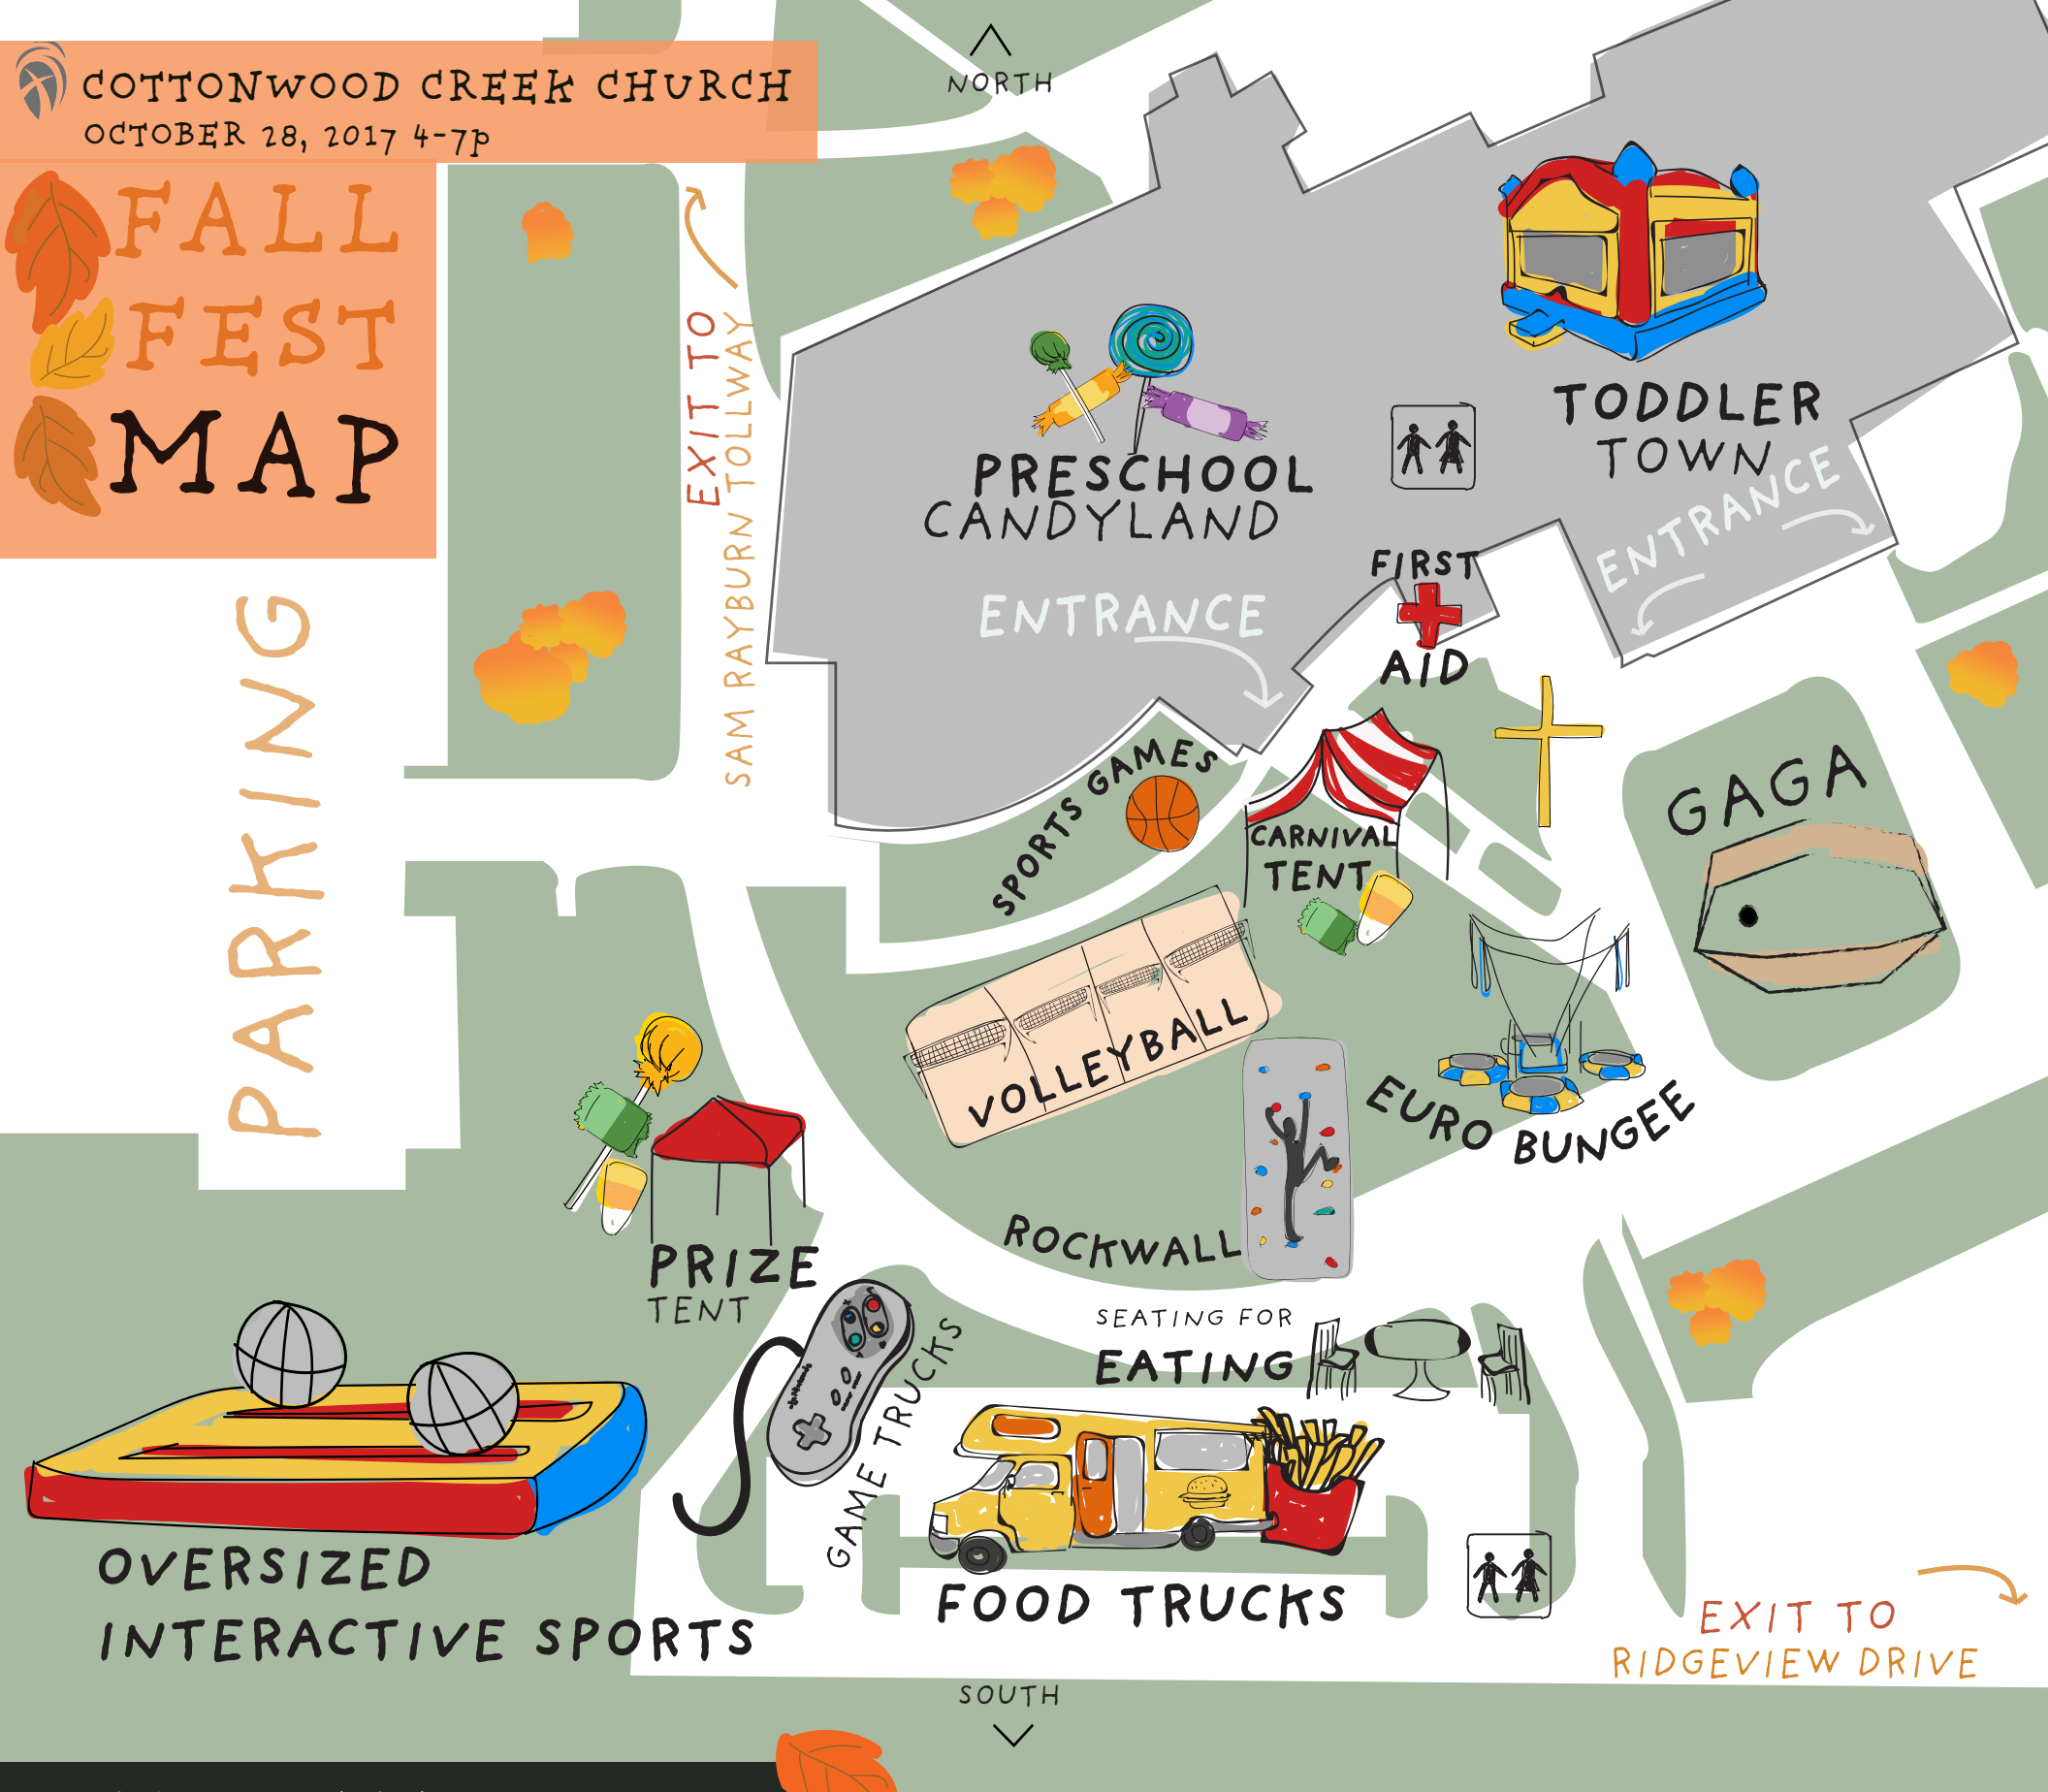 COTTONWOOD CREEK CHURCH
OCTOBER 28, 2017 4-7p
FALL
FEST
MAP
NORTH
EXIT TO
SAM RAYBURN TOLLWAY
PARKING
PRESCHOOL
CANDYLAND
TODDLER
TOWN
ENTRANCE
ENTRANCE
FIRST
AID
SPORTS GAMES
CARNIVAL
TENT
GAGA
VOLLEYBALL
EURO BUNGEE
ROCKWALL
PRIZE
TENT
SEATING FOR
EATING
GAME TRUCKS
FOOD TRUCKS
OVERSIZED
INTERACTIVE SPORTS
EXIT TO
RIDGEVIEW DRIVE
SOUTH